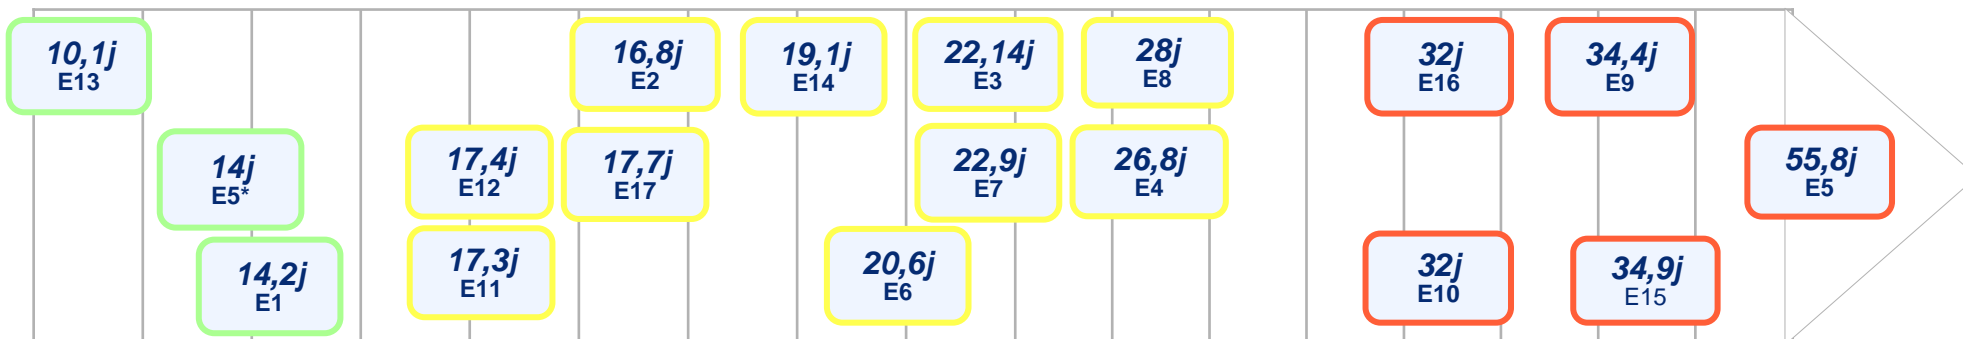 10,1j
E13
14j
E5*
14,2j
E1
17,4j
E12
17,3j
E11
16,8j
E2
17,7j
E17
19,1j
E14
20,6j
E6
22,14j
E3
22,9j
E7
28j
E8
26,8j
E4
32j
E16
32j
E10
34,4j
E9
34,9j
E15
55,8j
E5